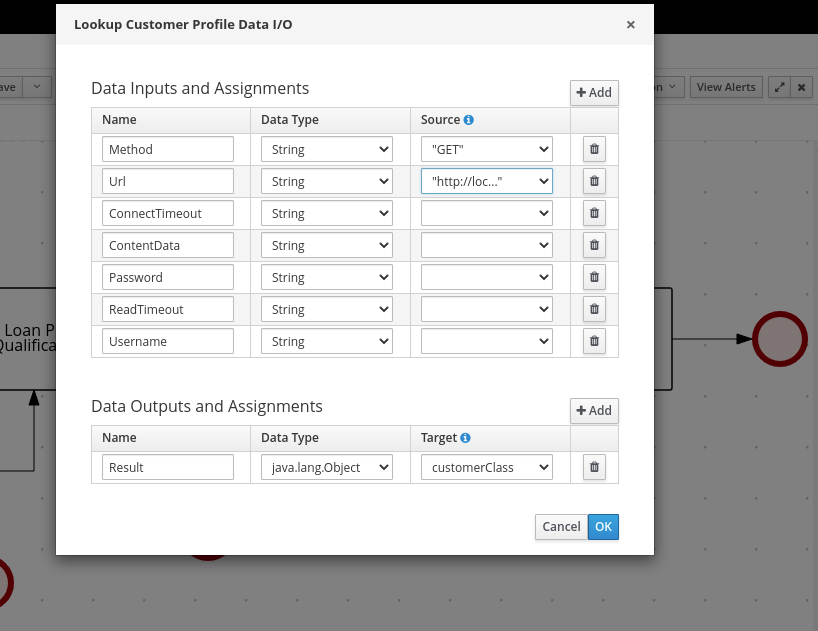 Lookup Customer Profile Data I/O ×
ave
on
View Alerts
Data Inputs and Assignments
Add
Name Data Type Source
Method String "GET"
Url String "http://loc..."
ConnectTimeout String
ContentData String
Password String
ReadTimeout String
Username String
Loan P
Qualifica
Data Outputs and Assignments
Add
Name Data Type Target
Result java.lang.Object customerClass
Cancel OK